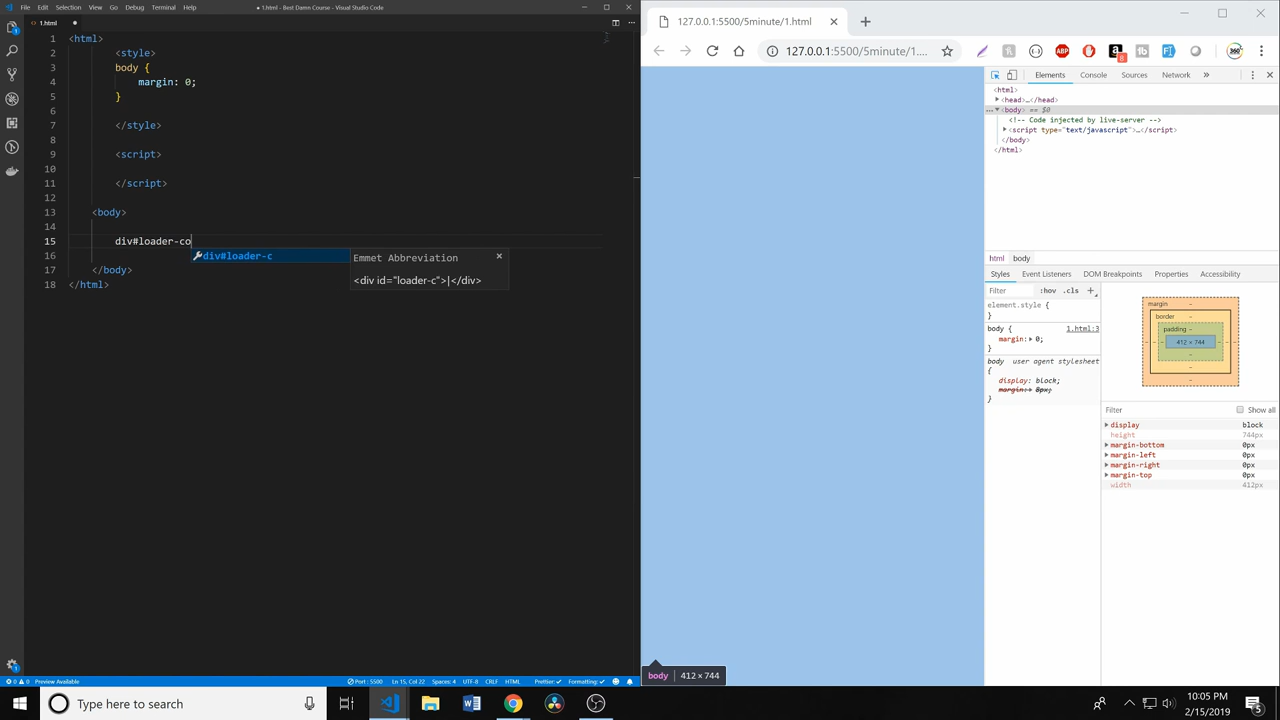 File Edit Selection View Go Debug Terminal Help
● 1.html - Best Damn Course - Visual Studio Code
1.html ●
1 <html>
2 <style>
3 body {
4 margin: 0;
5 }
6
7 </style>
8
9 <script>
10
11 </script>
12
13 <body>
14
15 div#loader-co
16
17 </body>
18 </html>
div#loader-c
Emmet Abbreviation
<div id="loader-c">|</div>
0 0 Preview Available
Port : 5500 Ln 15, Col 22 Spaces: 4 UTF-8 CRLF HTML Prettier: ✓ Formatting: ✓
127.0.0.1:5500/5minute/1.html
127.0.0.1:5500/5minute/1....
ABP
8
tb
360°
Elements Console Sources Network »
<html>
<head>…</head>
… <body> == $0
<!-- Code injected by live-server -->
<script type="text/javascript">…</script>
</body>
</html>
html body
Styles Event Listeners DOM Breakpoints Properties Accessibility
Filter :hov .cls +
element.style {
}
body { 1.html:3
margin: 0;
}
body user agent stylesheet
{
display: block;
margin: 8px;
}
margin –
border –
padding –
412 × 744
Filter Show all
display block
height 744px
margin-bottom 0px
margin-left 0px
margin-right 0px
margin-top 0px
width 412px
body 412 × 744
Type here to search
10:05 PM
2/15/2019
3